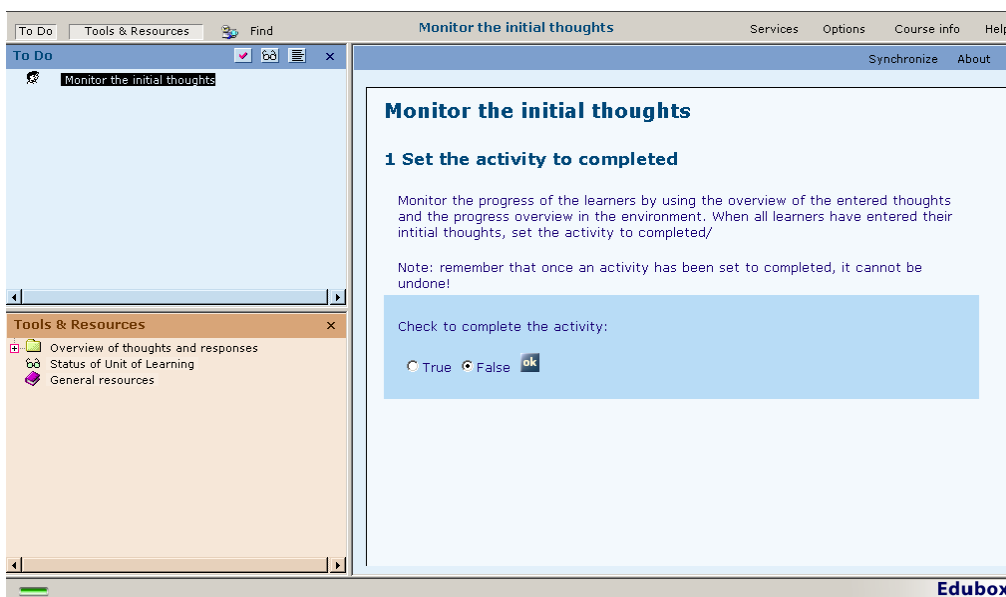 To Do Tools & Resources Find Monitor the initial thoughts Services Options Course info Help
To Do
Monitor the initial thoughts
Synchronize About
Monitor the initial thoughts
1 Set the activity to completed
Monitor the progress of the learners by using the overview of the entered thoughts
and the progress overview in the environment. When all learners have entered their
intitial thoughts, set the activity to completed/
Note: remember that once an activity has been set to completed, it cannot be
undone!
Check to complete the activity:
True False ok
Tools & Resources
Overview of thoughts and responses
Status of Unit of Learning
General resources
Edubox